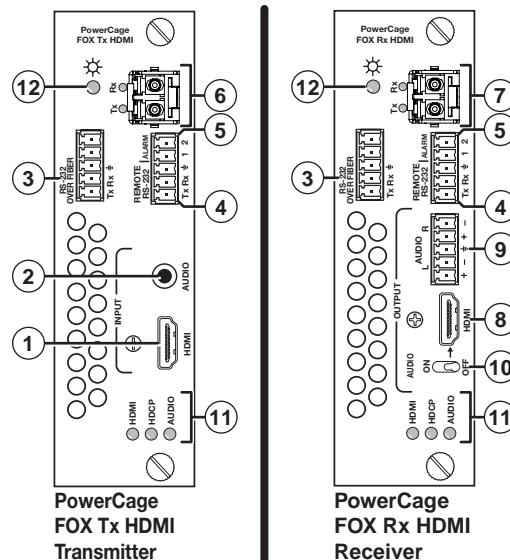 PowerCage
FOX Tx HDMI
12
Rx
Tx
6
5
3
RS-232
OVER FIBER
Tx Rx
REMOTE
RS-232
ALARM
Tx Rx
1 2
4
2
INPUT
AUDIO
1
HDMI
HDMI
HDCP
AUDIO
11
PowerCage
FOX Tx HDMI
Transmitter
PowerCage
FOX Rx HDMI
12
Rx
Tx
7
5
3
RS-232
OVER FIBER
Tx Rx
REMOTE
RS-232
ALARM
Tx Rx
1 2
4
OUTPUT
L AUDIO R
+ − + −
9
HDMI
8
AUDIO
ON
OFF
10
HDMI
HDCP
AUDIO
11
PowerCage
FOX Rx HDMI
Receiver